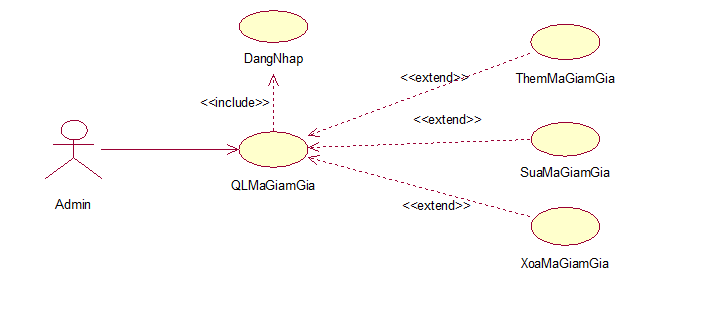 DangNhap
<<extend>>
ThemMaGiamGia
<<include>>
<<extend>>
SuaMaGiamGia
QLMaGiamGia
Admin
<<extend>>
XoaMaGiamGia